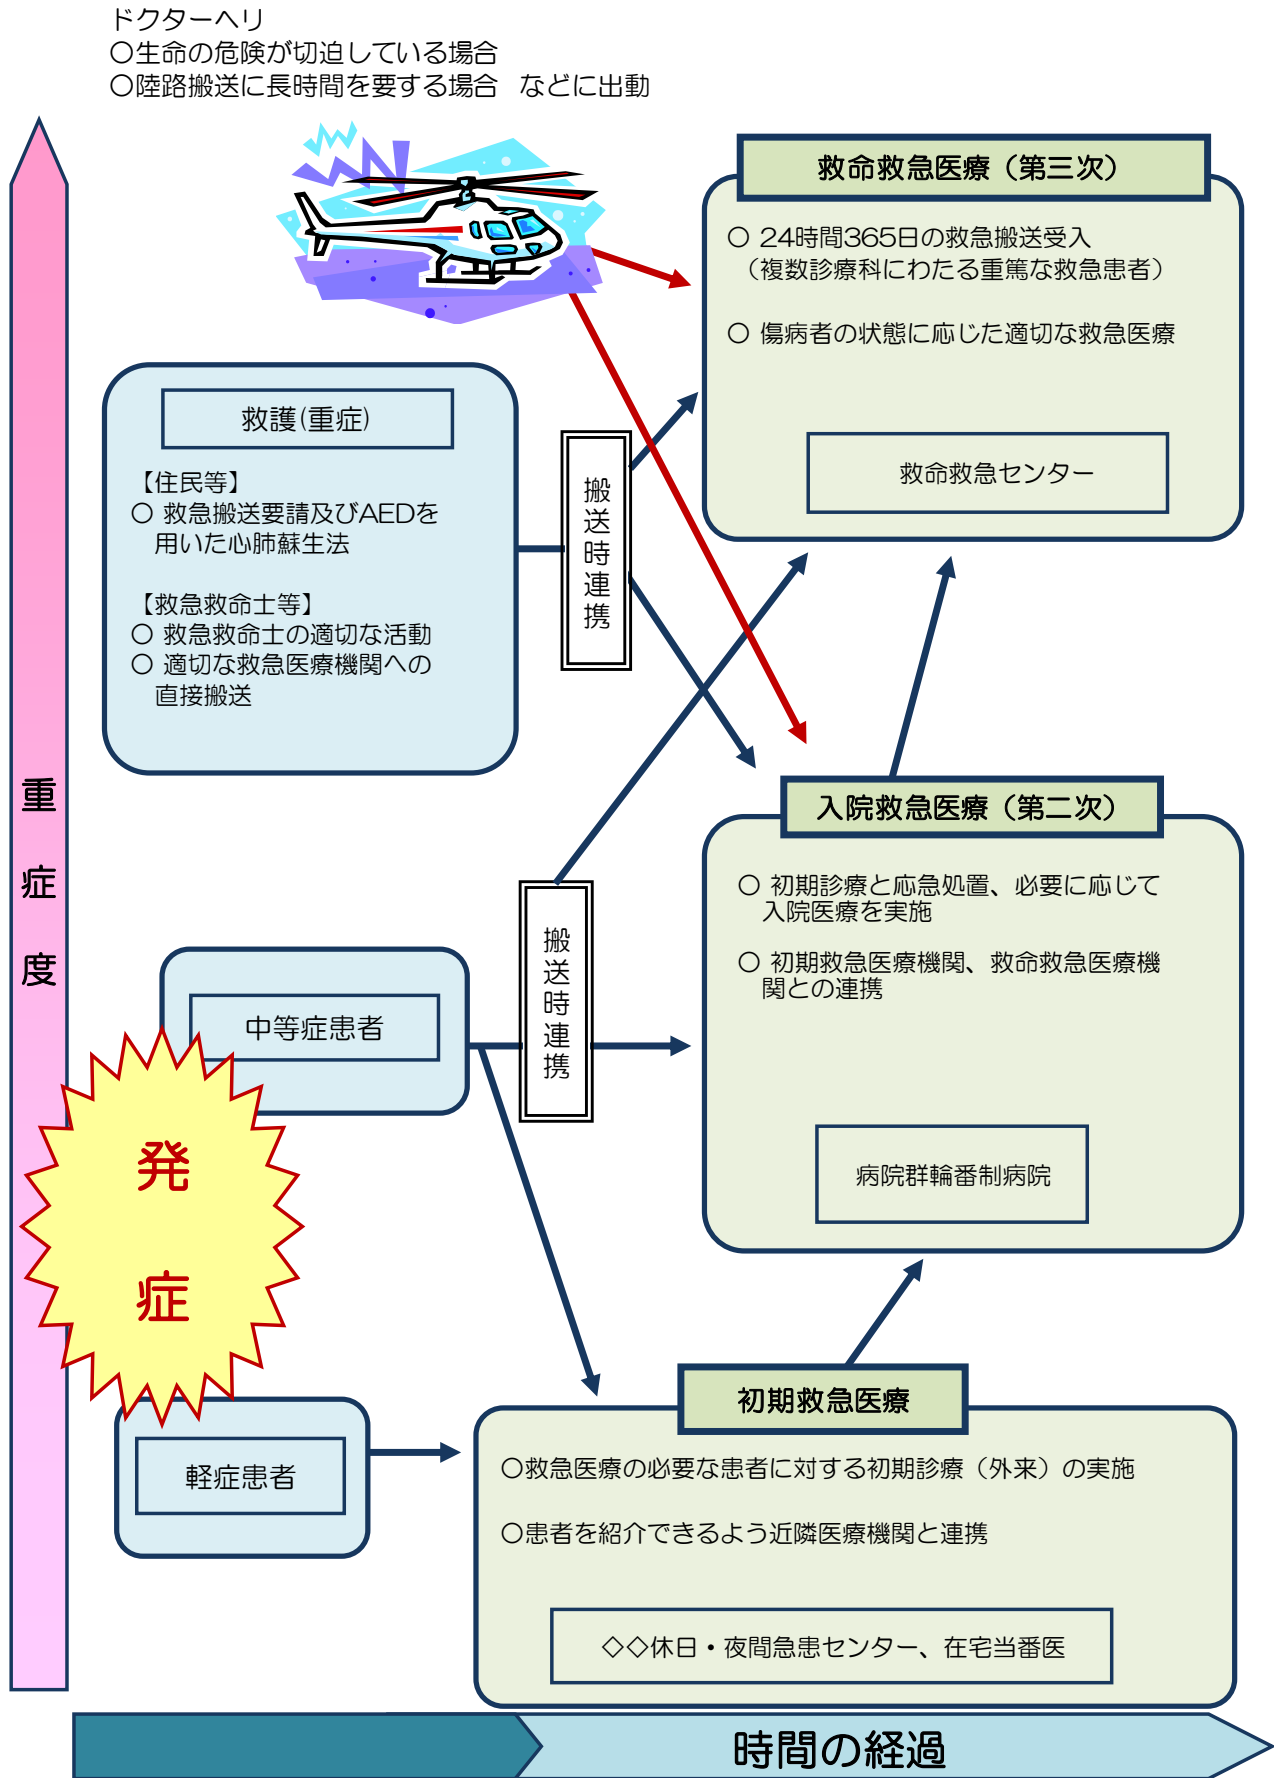 ドクターヘリ
〇生命の危険が切迫している場合
〇陸路搬送に長時間を要する場合 などに出動
救命救急医療（第三次）
〇 24時間365日の救急搬送受入
（複数診療科にわたる重篤な救急患者）
〇 傷病者の状態に応じた適切な救急医療
救命救急センター
救護(重症)
【住民等】
〇 救急搬送要請及びAEDを
用いた心肺蘇生法
【救急救命士等】
〇 救急救命士の適切な活動
〇 適切な救急医療機関への
直接搬送
搬送時連携
重症度
入院救急医療（第二次）
〇 初期診療と応急処置、必要に応じて
入院医療を実施
〇 初期救急医療機関、救命救急医療機
関との連携
病院群輪番制病院
搬送時連携
中等症患者
発症
初期救急医療
〇救急医療の必要な患者に対する初期診療（外来）の実施
〇患者を紹介できるよう近隣医療機関と連携
◇◇休日・夜間急患センター、在宅当番医
軽症患者
時間の経過